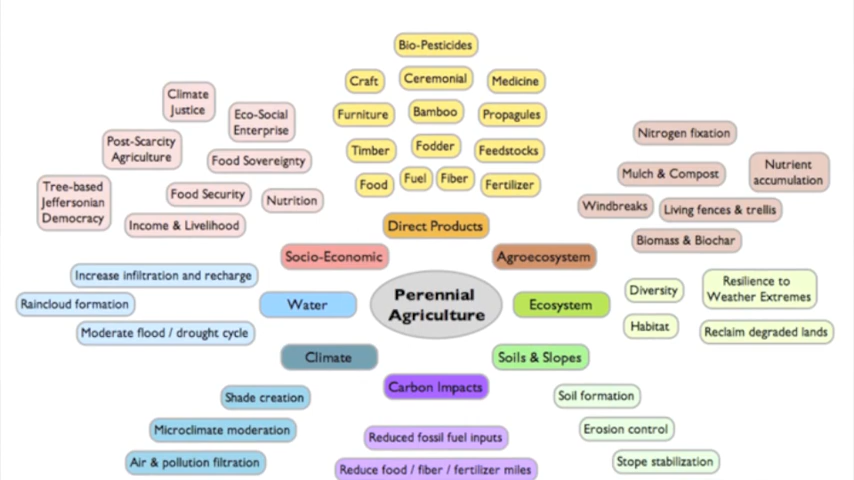 Bio-Pesticides
Craft
Ceremonial
Medicine
Climate
Justice
Eco-Social
Enterprise
Furniture
Bamboo
Propagules
Post-Scarcity
Agriculture
Food Sovereignty
Timber
Fodder
Feedstocks
Nitrogen fixation
Mulch & Compost
Nutrient
accumulation
Tree-based
Jeffersonian
Democracy
Food Security
Nutrition
Food
Fuel
Fiber
Fertilizer
Windbreaks
Living fences & trellis
Income & Livelihood
Direct Products
Biomass & Biochar
Socio-Economic
Agroecosystem
Increase infiltration and recharge
Raincloud formation
Moderate flood / drought cycle
Water
Perennial
Agriculture
Ecosystem
Diversity
Resilience to
Weather Extremes
Habitat
Reclaim degraded lands
Climate
Carbon Impacts
Soils & Slopes
Shade creation
Soil formation
Microclimate moderation
Reduced fossil fuel inputs
Erosion control
Air & pollution filtration
Reduce food / fiber / fertilizer miles
Stope stabilization